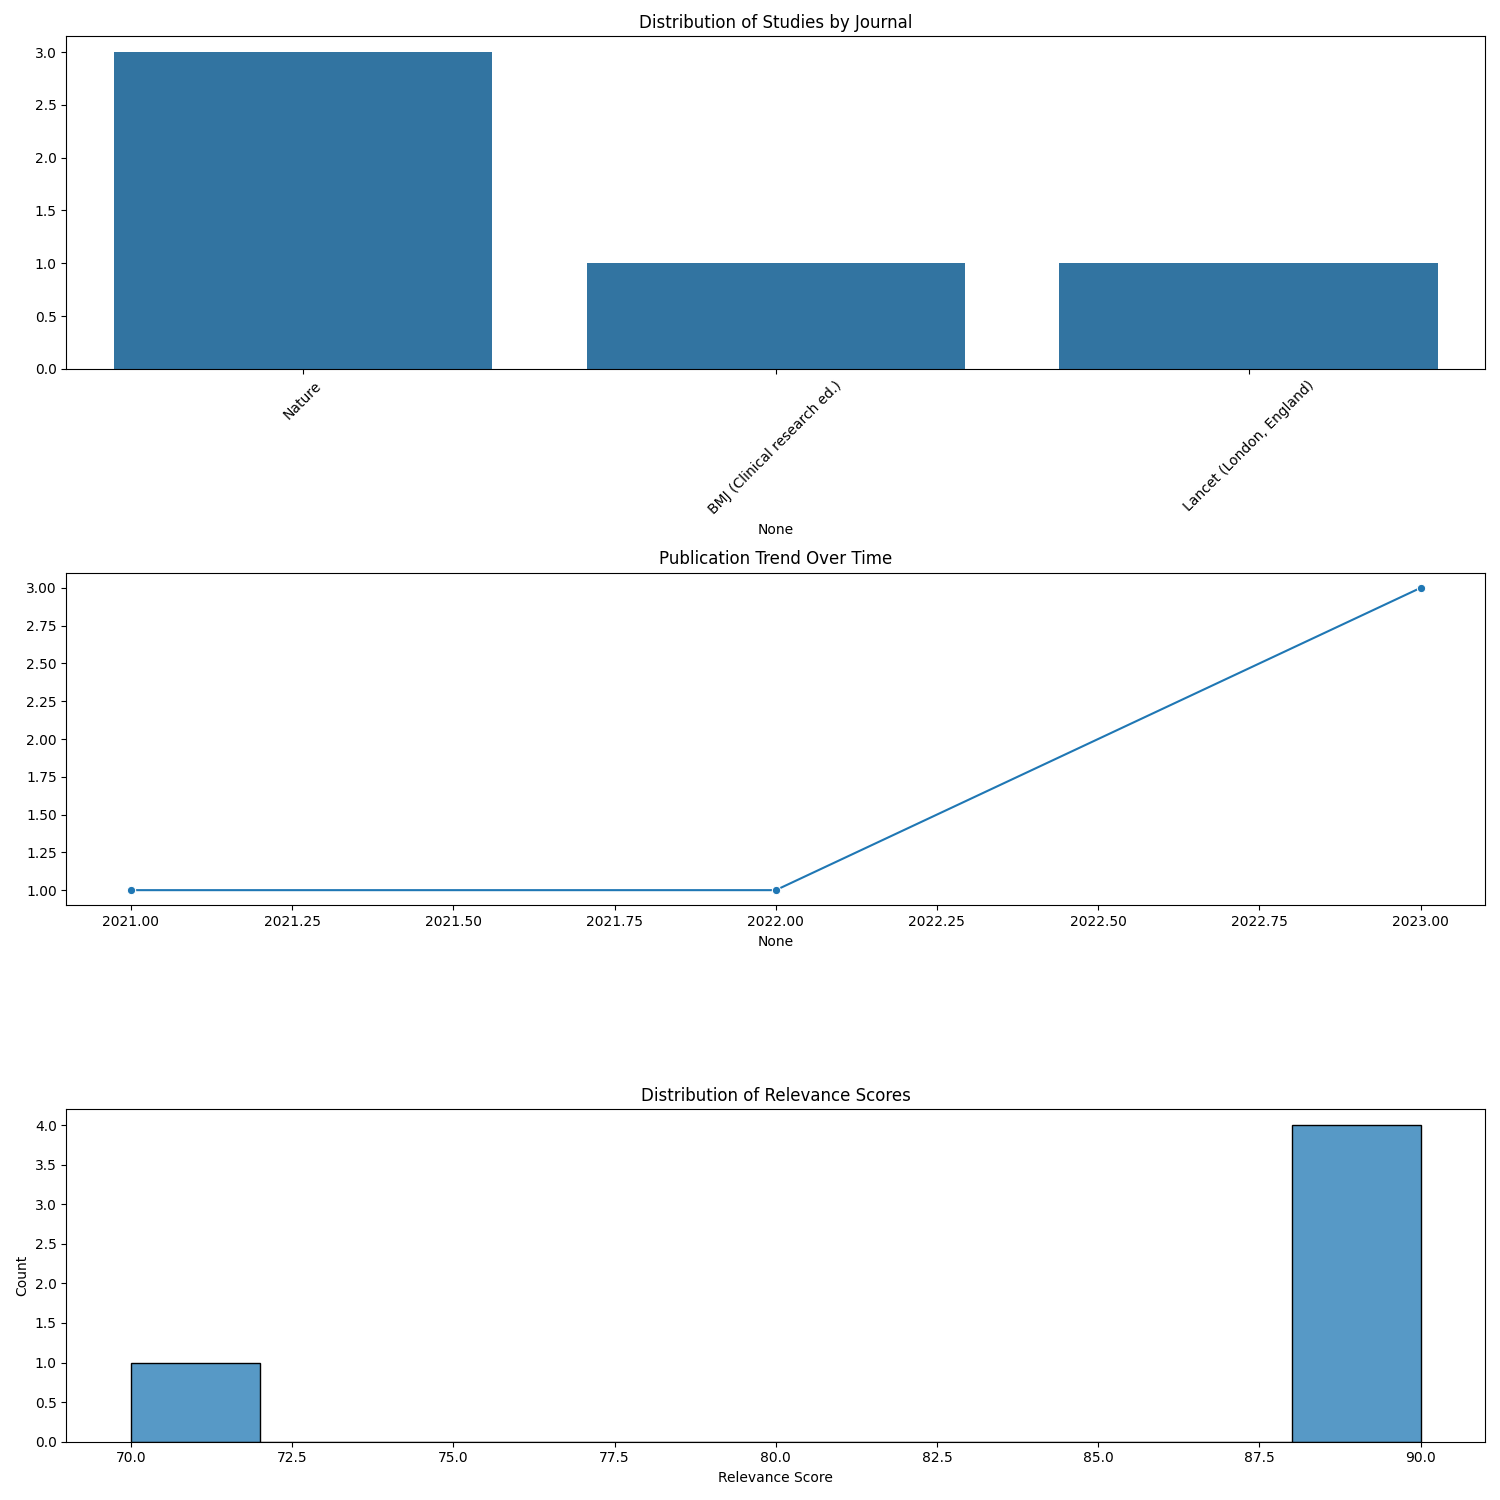 Distribution of Studies by Journal
3.0
2.5
2.0
1.5
1.0
0.5
0.0
Nature
BMJ (Clinical research ed.)
Lancet (London, England)
None
Publication Trend Over Time
3.00
2.75
2.50
2.25
2.00
1.75
1.50
1.25
1.00
2021.00 2021.25 2021.50 2021.75 2022.00 2022.25 2022.50 2022.75 2023.00
None
Distribution of Relevance Scores
Count
4.0
3.5
3.0
2.5
2.0
1.5
1.0
0.5
0.0
70.0 72.5 75.0 77.5 80.0 82.5 85.0 87.5 90.0
Relevance Score